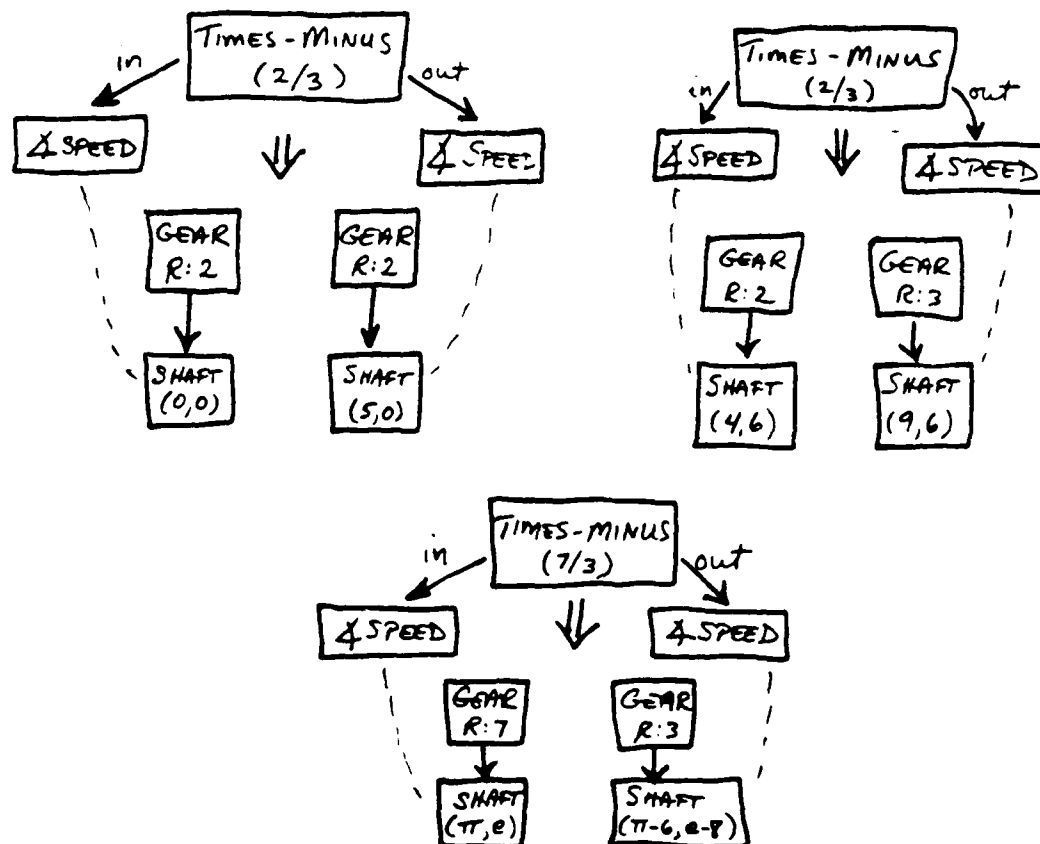 TIMES-MINUS
(2/3)
in
out
∡ SPEED
∡ SPEED
GEAR
R:2
GEAR
R:2
SHAFT
(0,0)
SHAFT
(5,0)
TIMES-MINUS
(2/3)
in
out
∡ SPEED
∡ SPEED
GEAR
R:2
GEAR
R:3
SHAFT
(4,6)
SHAFT
(9,6)
TIMES-MINUS
(7/3)
in
out
∡ SPEED
∡ SPEED
GEAR
R:7
GEAR
R:3
SHAFT
(π,e)
SHAFT
(π-6,e-8)